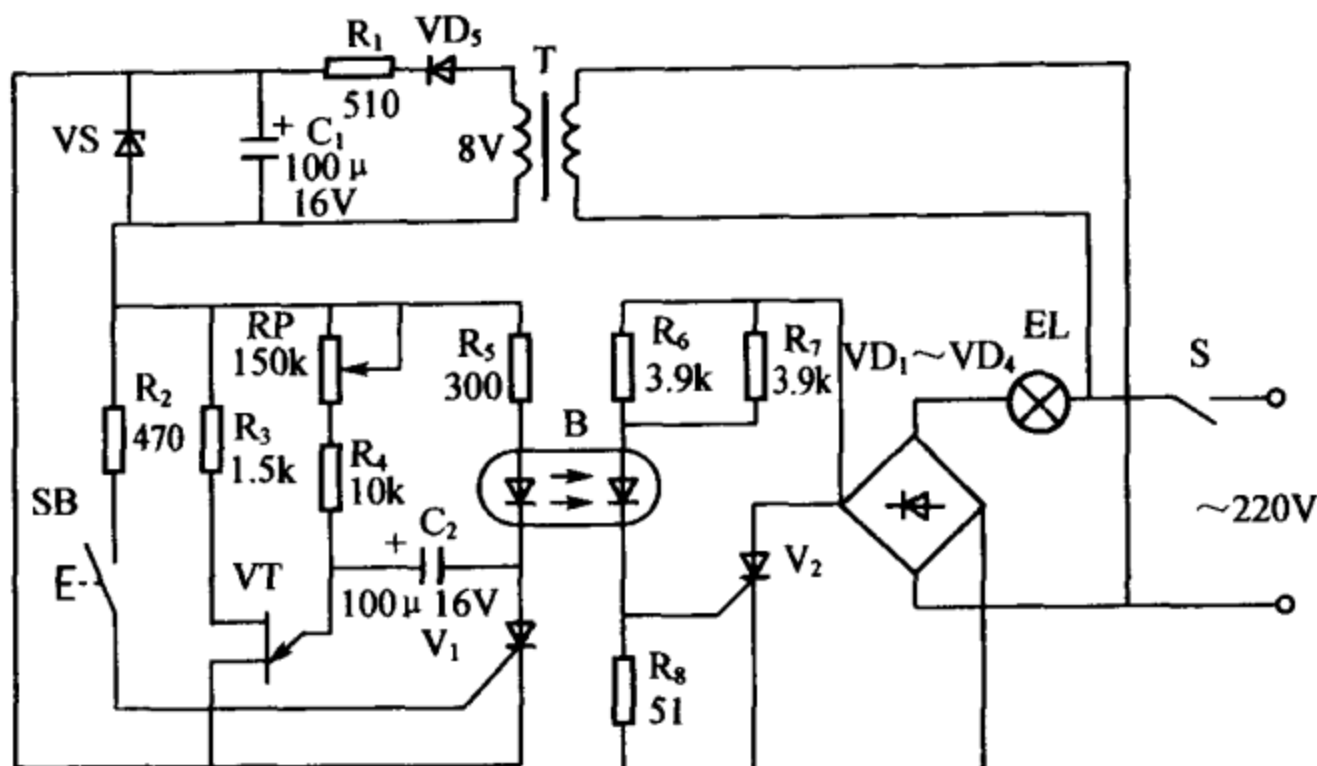 R₁
VD₅
T
510
VS
+
C₁
100μ
16V
8V
RP
150k
R₅
300
R₆
3.9k
R₇
3.9k
VD₁～VD₄
EL
S
R₂
470
R₃
1.5k
R₄
10k
B
～220V
SB
E
VT
+
C₂
100μ 16V
V₁
V₂
R₈
51